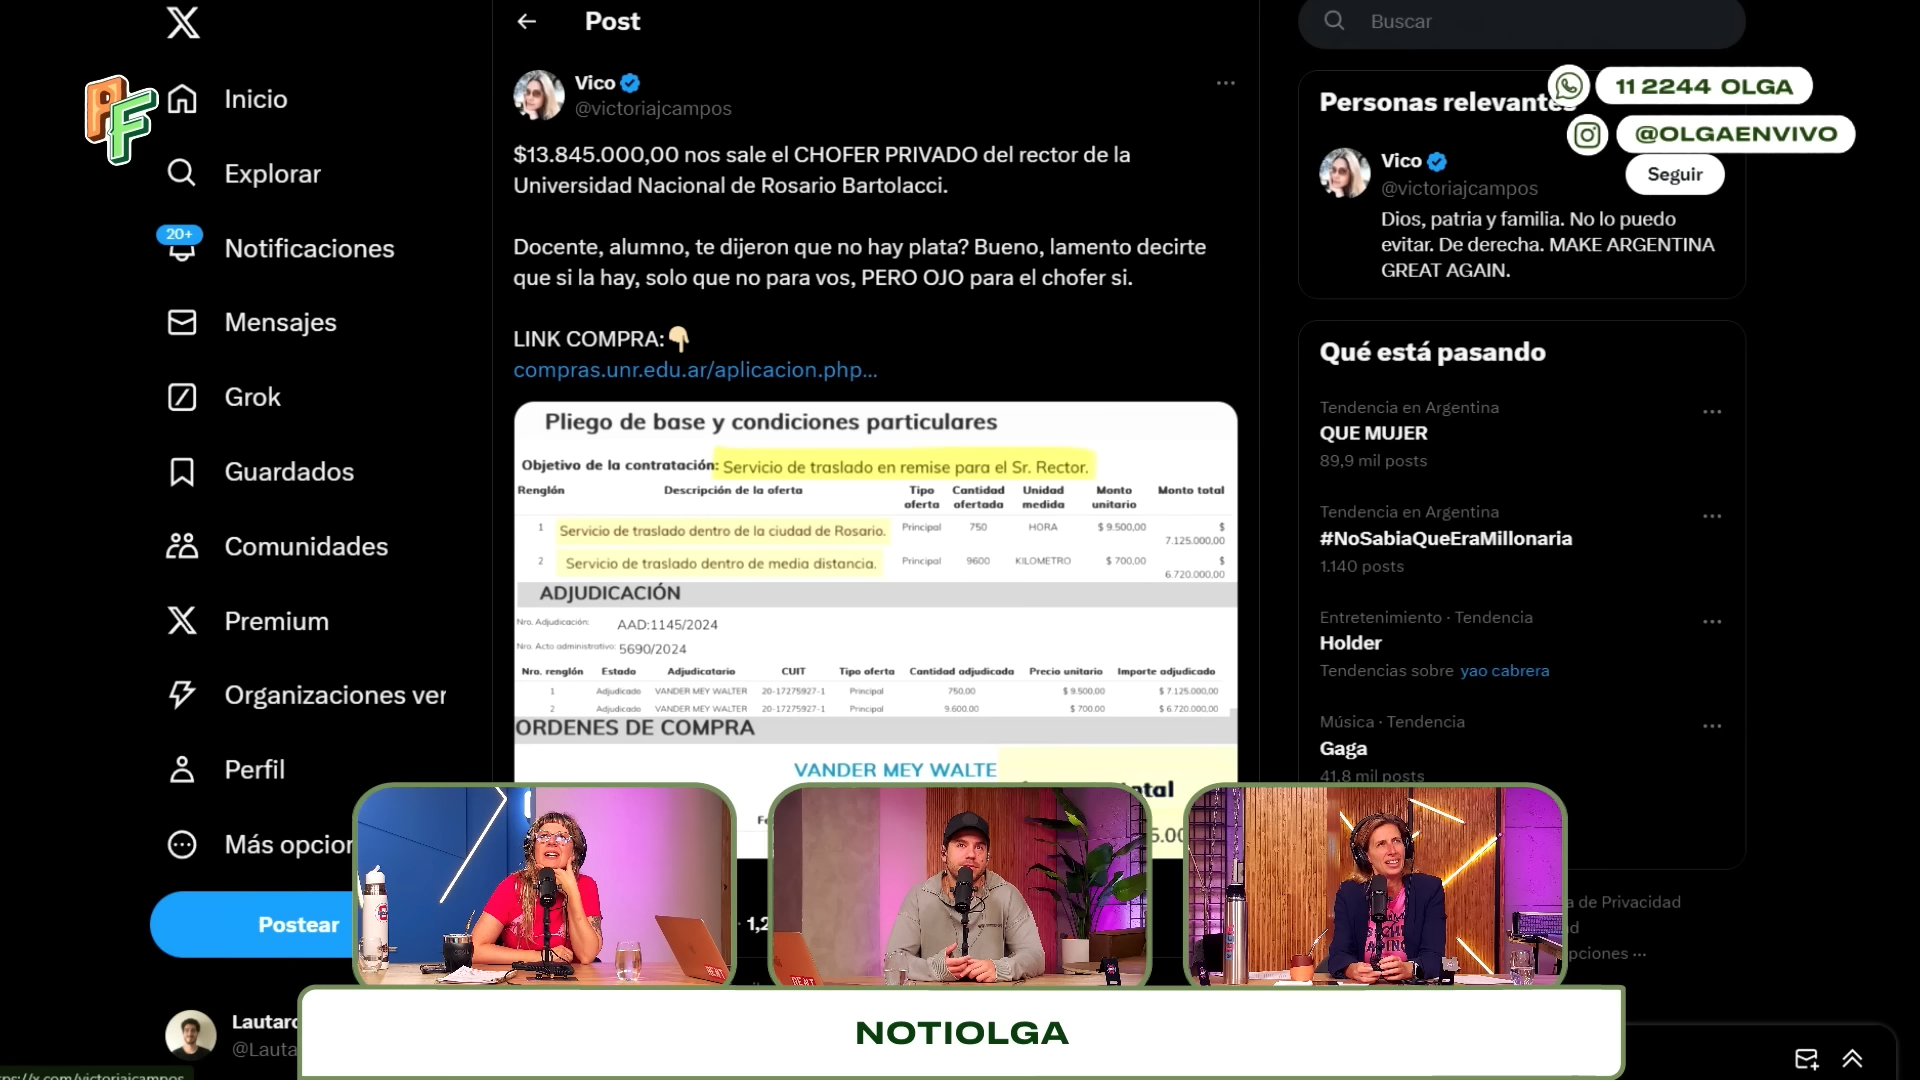 Inicio
Explorar
20+
Notificaciones
Mensajes
Grok
Guardados
Comunidades
Premium
Organizaciones ver
Perfil
Más opcion
Postear
Lautaro
@Lauta
Post
Vico
@victoriajcampos
$13.845.000,00 nos sale el CHOFER PRIVADO del rector de la
Universidad Nacional de Rosario Bartolacci.
Docente, alumno, te dijeron que no hay plata? Bueno, lamento decirte
que si la hay, solo que no para vos, PERO OJO para el chofer si.
LINK COMPRA:👇🏻
compras.unr.edu.ar/aplicacion.php...
Pliego de base y condiciones particulares
Objetivo de la contratación: Servicio de traslado en remise para el Sr. Rector.
Renglón Descripción de la oferta Tipo oferta Cantidad ofertada Unidad medida Monto unitario Monto total
1 Servicio de traslado dentro de la ciudad de Rosario. Principal 750 HORA $ 9.500,00 $ 7.125.000,00
2 Servicio de traslado dentro de media distancia. Principal 9600 KILOMETRO $ 700,00 $ 6.720.000,00
ADJUDICACIÓN
Nro. Adjudicación: AAD:1145/2024
Nro. Acto administrativo: 5690/2024
Nro. renglón Estado Adjudicatario CUIT Tipo oferta Cantidad adjudicada Precio unitario Importe adjudicado
1 Adjudicado VANDER MEY WALTER 20-17275927-1 Principal 750,00 $ 9.500,00 $ 7.125.000,00
2 Adjudicado VANDER MEY WALTER 20-17275927-1 Principal 9.600,00 $ 700,00 $ 6.720.000,00
ORDENES DE COMPRA
VANDER MEY WALTE
Buscar
Personas relevantes
11 2244 OLGA
@OLGAENVIVO
Vico
@victoriajcampos
Seguir
Dios, patria y familia. No lo puedo
evitar. De derecha. MAKE ARGENTINA
GREAT AGAIN.
Qué está pasando
Tendencia en Argentina
QUE MUJER
89,9 mil posts
Tendencia en Argentina
#NoSabiaQueEraMillonaria
1.140 posts
Entretenimiento · Tendencia
Holder
Tendencias sobre yao cabrera
Música · Tendencia
Gaga
41,8 mil posts
a de Privacidad
pciones ···
NOTIOLGA